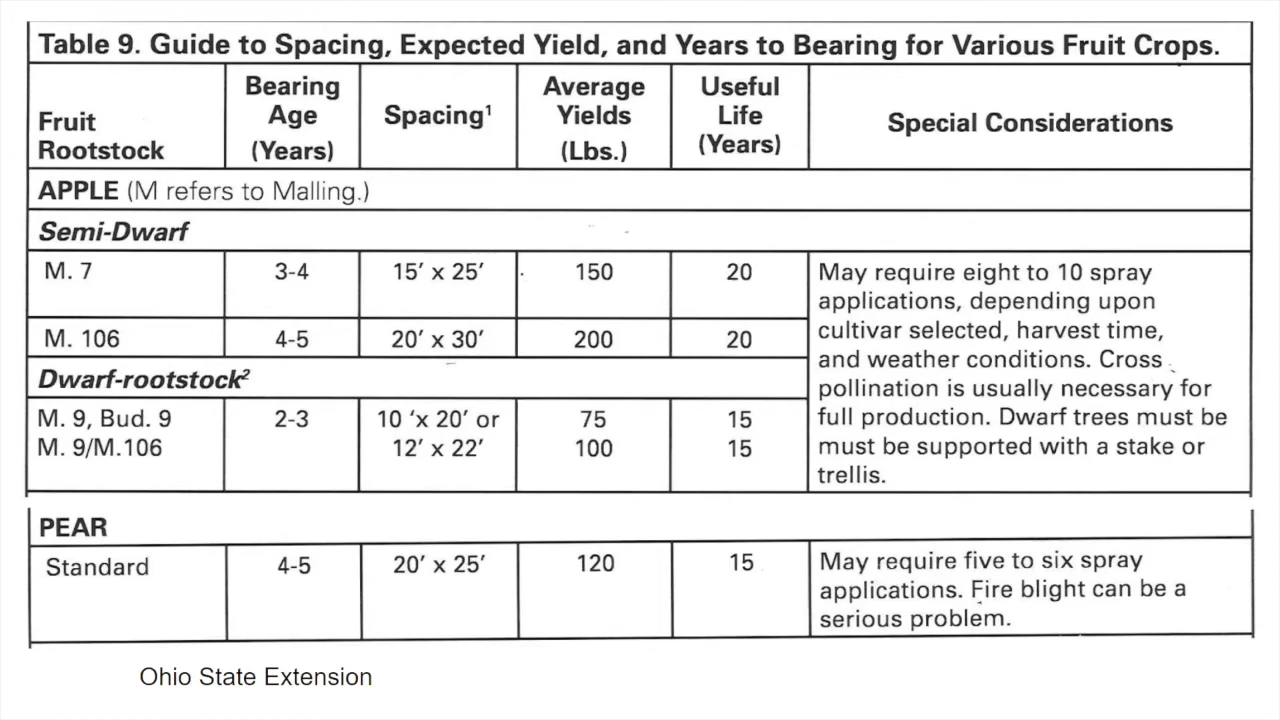 Table 9. Guide to Spacing, Expected Yield, and Years to Bearing for Various Fruit Crops.
Fruit
Rootstock
Bearing
Age
(Years)
Spacing¹
Average
Yields
(Lbs.)
Useful
Life
(Years)
Special Considerations
APPLE (M refers to Malling.)
Semi-Dwarf
M. 7 3-4 15′ x 25′ 150 20
M. 106 4-5 20′ x 30′ 200 20
Dwarf-rootstock²
M. 9, Bud. 9 2-3 10 ‘x 20′ or 75 15
M. 9/M.106 12′ x 22′ 100 15
May require eight to 10 spray
applications, depending upon
cultivar selected, harvest time,
and weather conditions. Cross
pollination is usually necessary for
full production. Dwarf trees must be
must be supported with a stake or
trellis.
PEAR
Standard 4-5 20′ x 25′ 120 15
May require five to six spray
applications. Fire blight can be a
serious problem.
Ohio State Extension